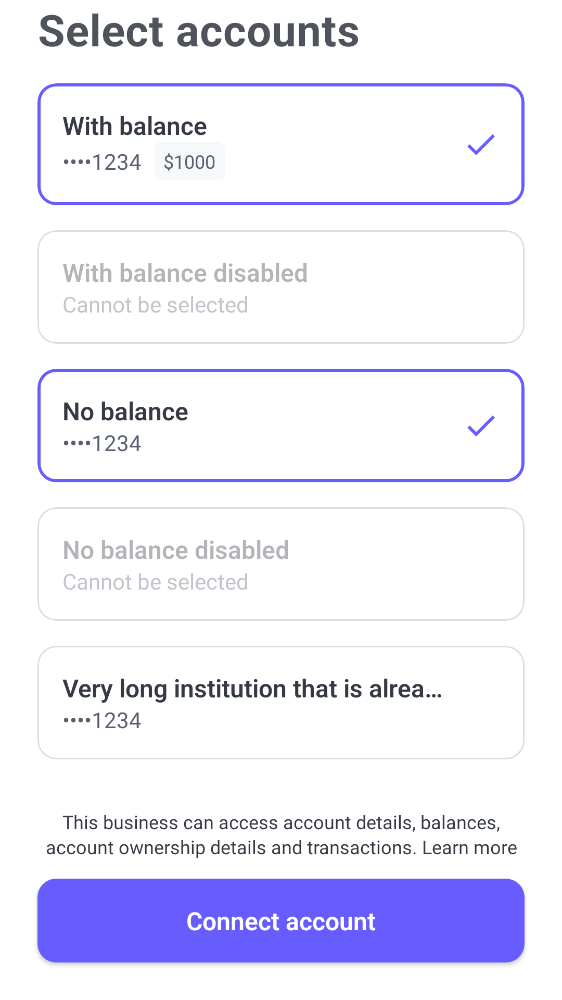 Select accounts
With balance
••••1234 $1000
With balance disabled
Cannot be selected
No balance
••••1234
No balance disabled
Cannot be selected
Very long institution that is alrea…
••••1234
This business can access account details, balances,
account ownership details and transactions. Learn more
Connect account